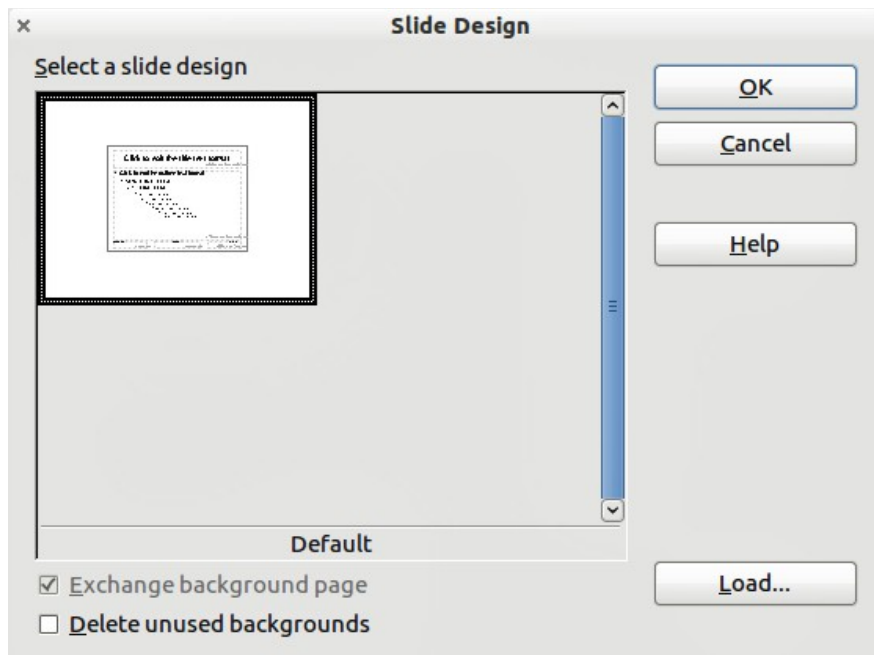 Slide Design
Select a slide design
OK
Cancel
Help
Default
Exchange background page
Load...
Delete unused backgrounds